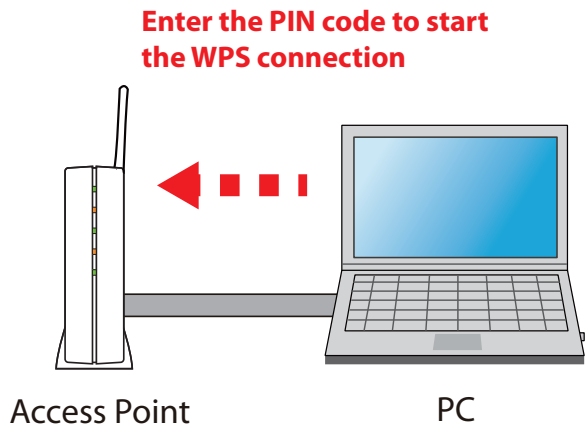 Enter the PIN code to start
the WPS connection
Access Point
PC